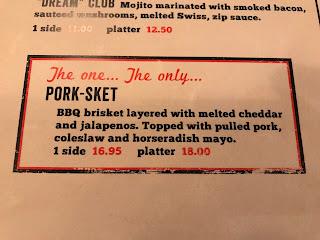 "DREAM" CLUB Mojito marinated with smoked bacon,
sauteed mushrooms, melted Swiss, zip sauce.
1 side 11.00 platter 12.50
The one... The only...
PORK-SKET
BBQ brisket layered with melted cheddar
and jalapenos. Topped with pulled pork,
coleslaw and horseradish mayo.
1 side 16.95 platter 18.00